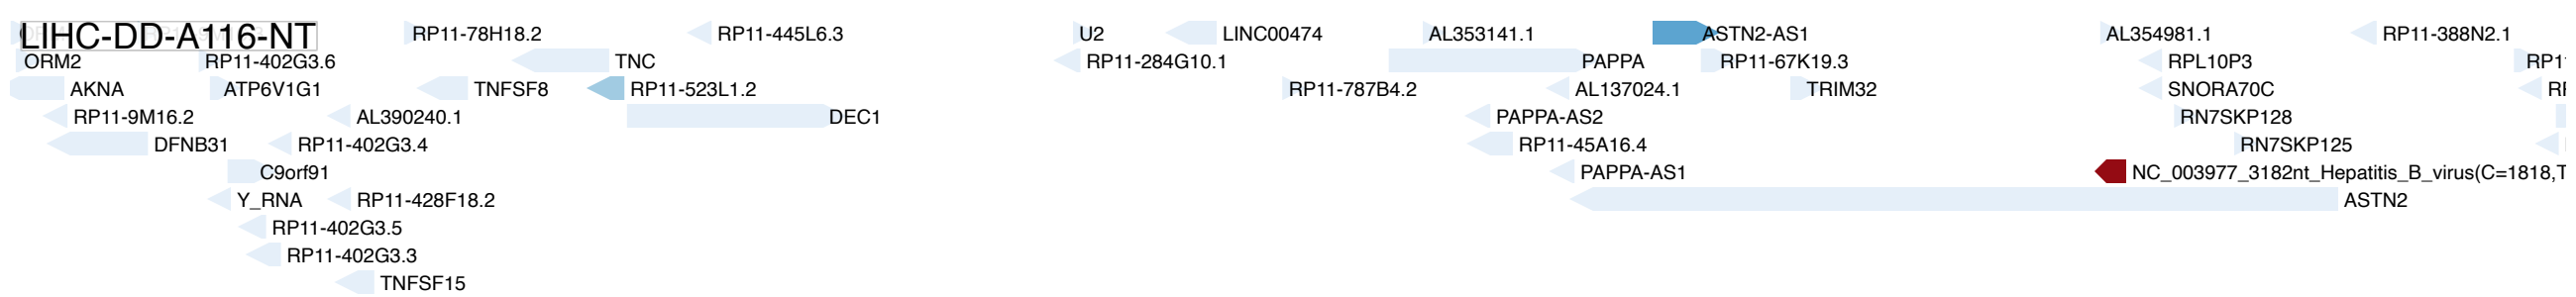 LIHC-DD-A116-NT RP11-78H18.2 RP11-445L6.3 U2 LINC00474 AL353141.1 ASTN2-AS1 AL354981.1 RP11-388N2.1
ORM2 RP11-402G3.6 TNC RP11-284G10.1 PAPPA RP11-67K19.3 RPL10P3
AKNA ATP6V1G1 TNFSF8 RP11-523L1.2 RP11-787B4.2 AL137024.1 TRIM32 SNORA70C
RP11-9M16.2 AL390240.1 DEC1 PAPPA-AS2 RN7SKP128
DFNB31 RP11-402G3.4 RP11-45A16.4 RN7SKP125
C9orf91 PAPPA-AS1 NC_003977_3182nt_Hepatitis_B_virus(C=1818,T
Y_RNA RP11-428F18.2 ASTN2
RP11-402G3.5
RP11-402G3.3
TNFSF15